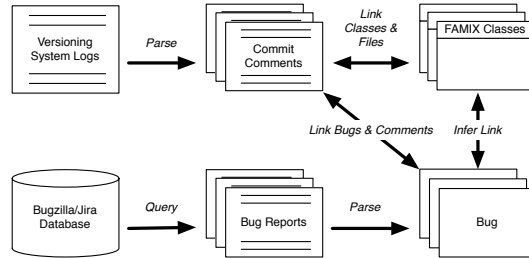 Versioning
System Logs
Parse
Commit
Comments
Link
Classes &
Files
FAMIX Classes
Link Bugs & Comments
Infer Link
Bugzilla/Jira
Database
Query
Bug Reports
Parse
Bug